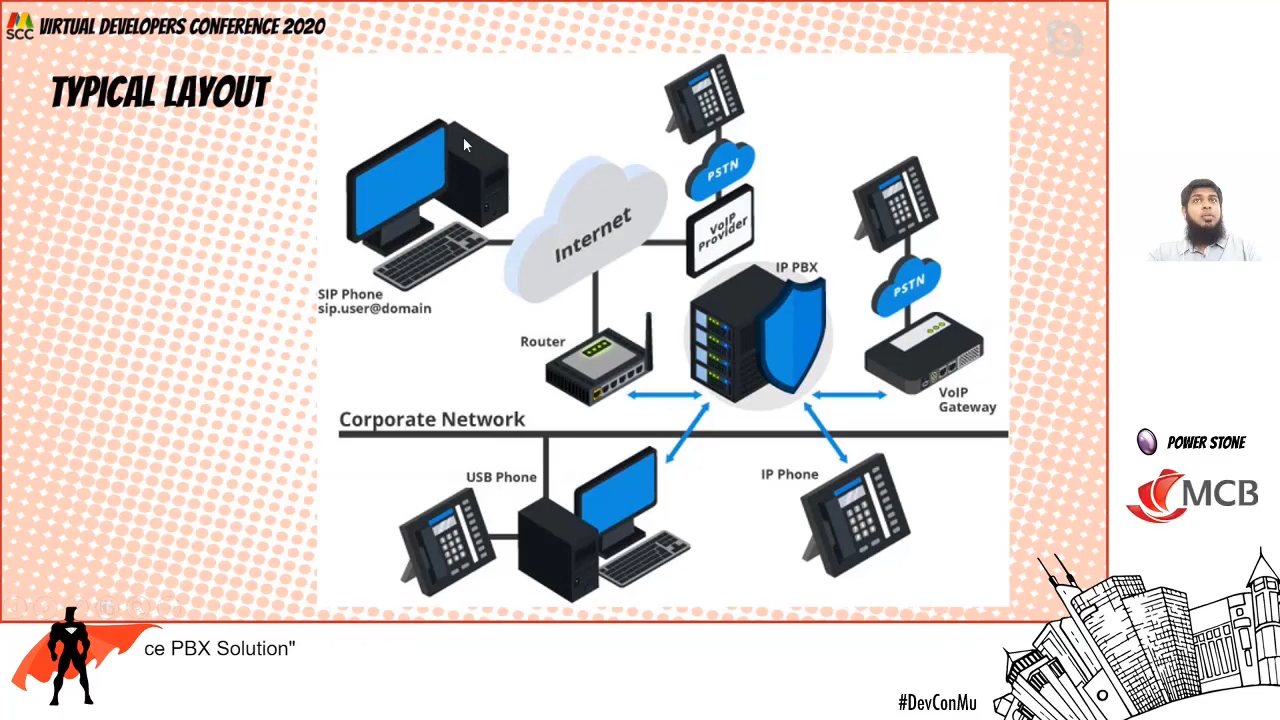 SCC VIRTUAL DEVELOPERS CONFERENCE 2020
TYPICAL LAYOUT
PSTN
VoIP
Provider
Internet
PSTN
IP PBX
SIP Phone
sip.user@domain
Router
VoIP
Gateway
Corporate Network
USB Phone
IP Phone
POWER STONE
MCB
ce PBX Solution"
#DevConMu